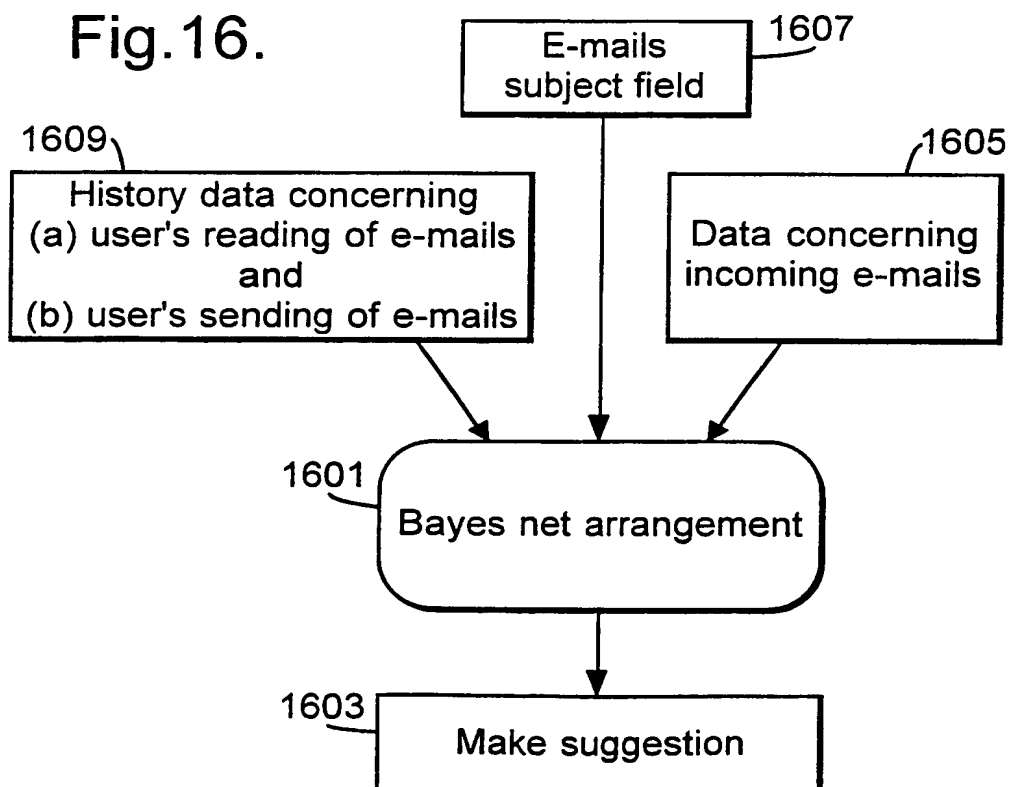 Fig.16.
1607
E-mails
subject field
1609
History data concerning
(a) user's reading of e-mails
and
(b) user's sending of e-mails
1605
Data concerning
incoming e-mails
1601
Bayes net arrangement
1603
Make suggestion